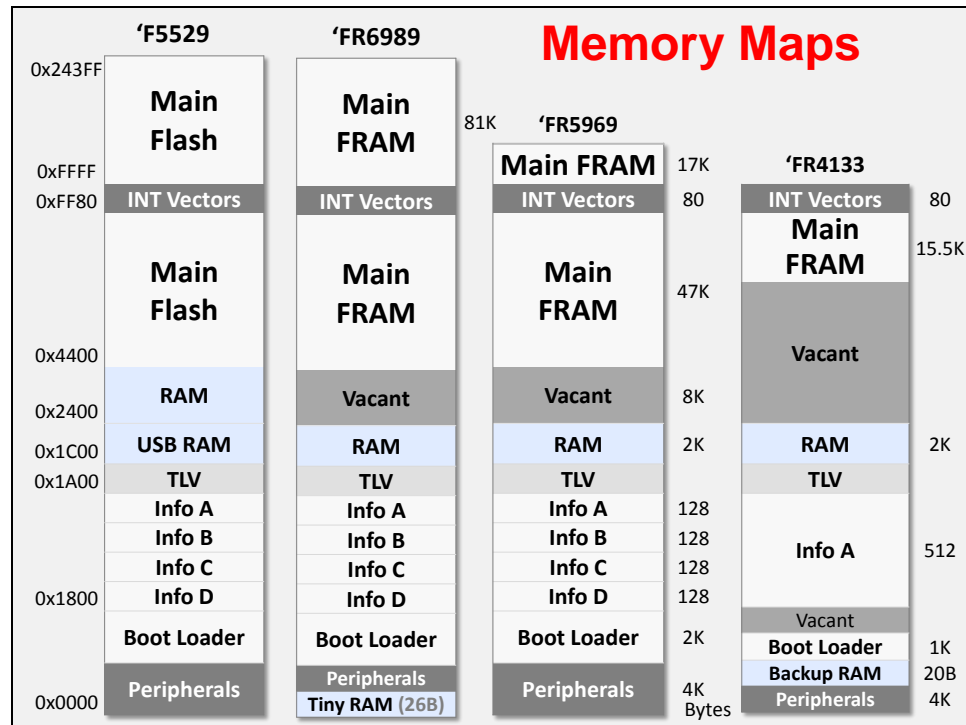 Memory Maps
'F5529
0x243FF
Main
Flash
0xFFFF
0xFF80
INT Vectors
Main
Flash
0x4400
RAM
0x2400
USB RAM
0x1C00
TLV
0x1A00
Info A
Info B
Info C
Info D
0x1800
Boot Loader
Peripherals
0x0000
'FR6989
Main
FRAM
81K
INT Vectors
Main
FRAM
Vacant
RAM
TLV
Info A
Info B
Info C
Info D
Boot Loader
Peripherals
Tiny RAM (26B)
'FR5969
Main FRAM
17K
INT Vectors
80
Main
FRAM
47K
Vacant
8K
RAM
2K
TLV
Info A
128
Info B
128
Info C
128
Info D
128
Boot Loader
2K
Peripherals
4K
Bytes
'FR4133
INT Vectors
80
Main
FRAM
15.5K
Vacant
RAM
2K
TLV
Info A
512
Vacant
Boot Loader
1K
Backup RAM
20B
Peripherals
4K